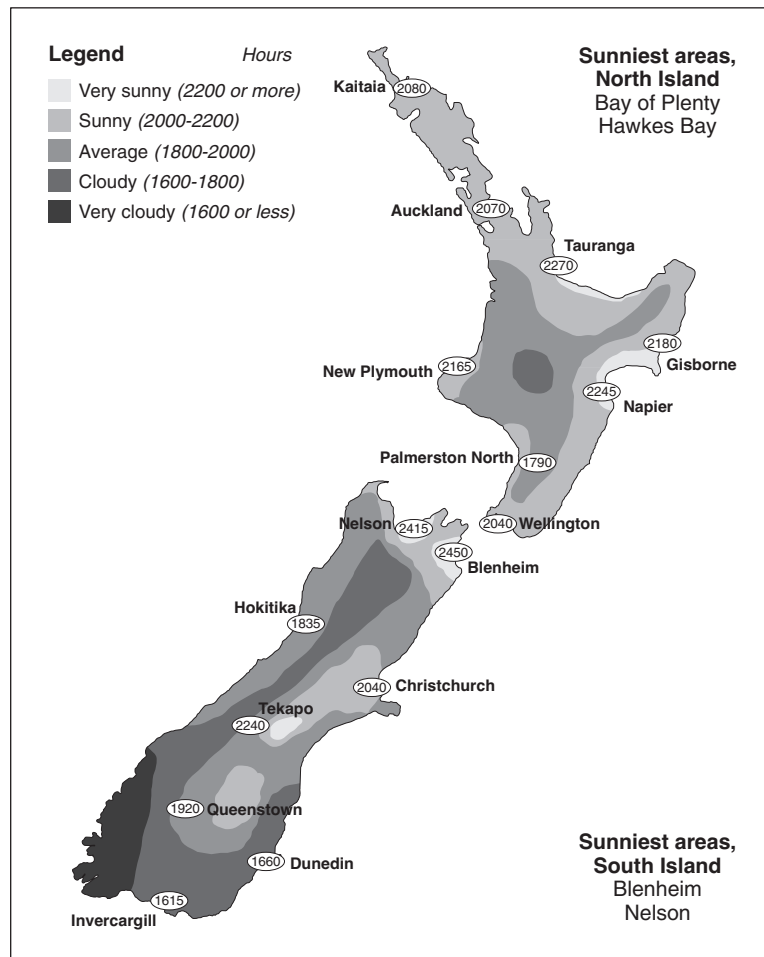 Legend Hours
Very sunny (2200 or more)
Sunny (2000-2200)
Average (1800-2000)
Cloudy (1600-1800)
Very cloudy (1600 or less)
Sunniest areas,
North Island
Bay of Plenty
Hawkes Bay
Kaitaia 2080
Auckland 2070
Tauranga
2270
2180
Gisborne
New Plymouth 2165
2245
Napier
Palmerston North
1790
Nelson 2415
2040 Wellington
2450
Blenheim
Hokitika
1835
2040 Christchurch
Tekapo
2240
1920 Queenstown
1660 Dunedin
1615
Invercargill
Sunniest areas,
South Island
Blenheim
Nelson